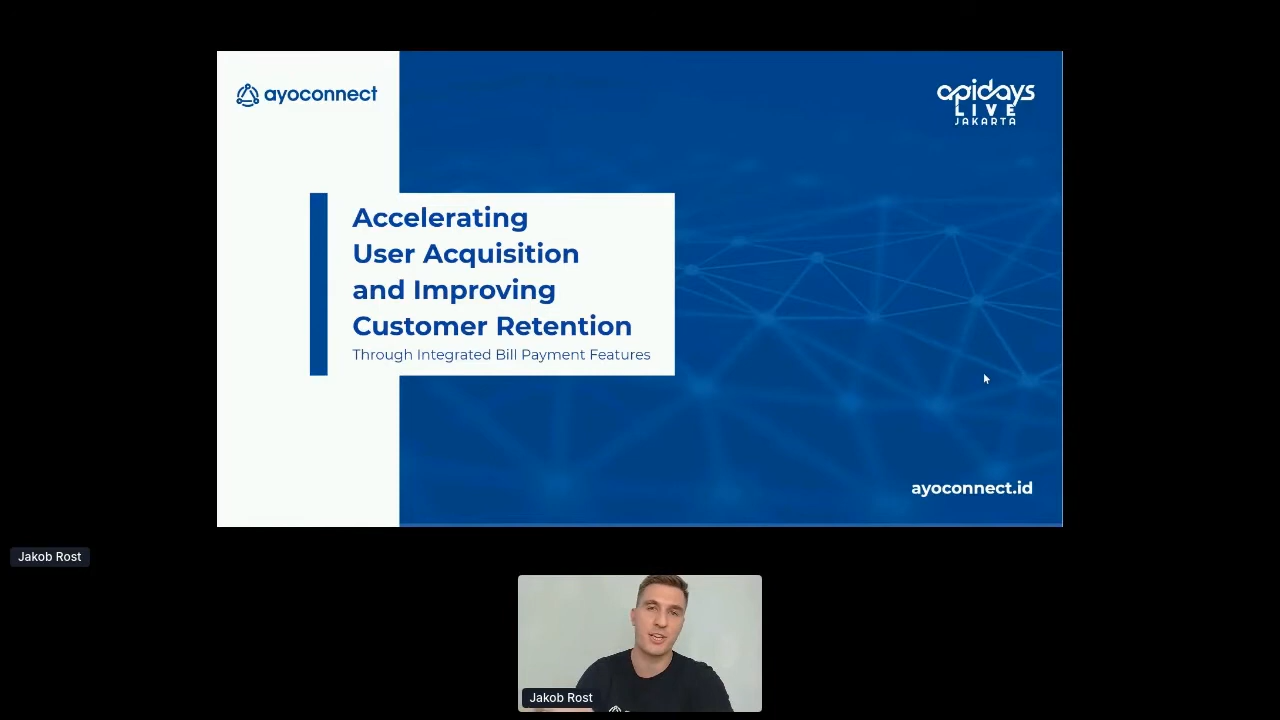 ayoconnect
apidays
LIVE
JAKARTA
Accelerating
User Acquisition
and Improving
Customer Retention
Through Integrated Bill Payment Features
ayoconnect.id
Jakob Rost
Jakob Rost